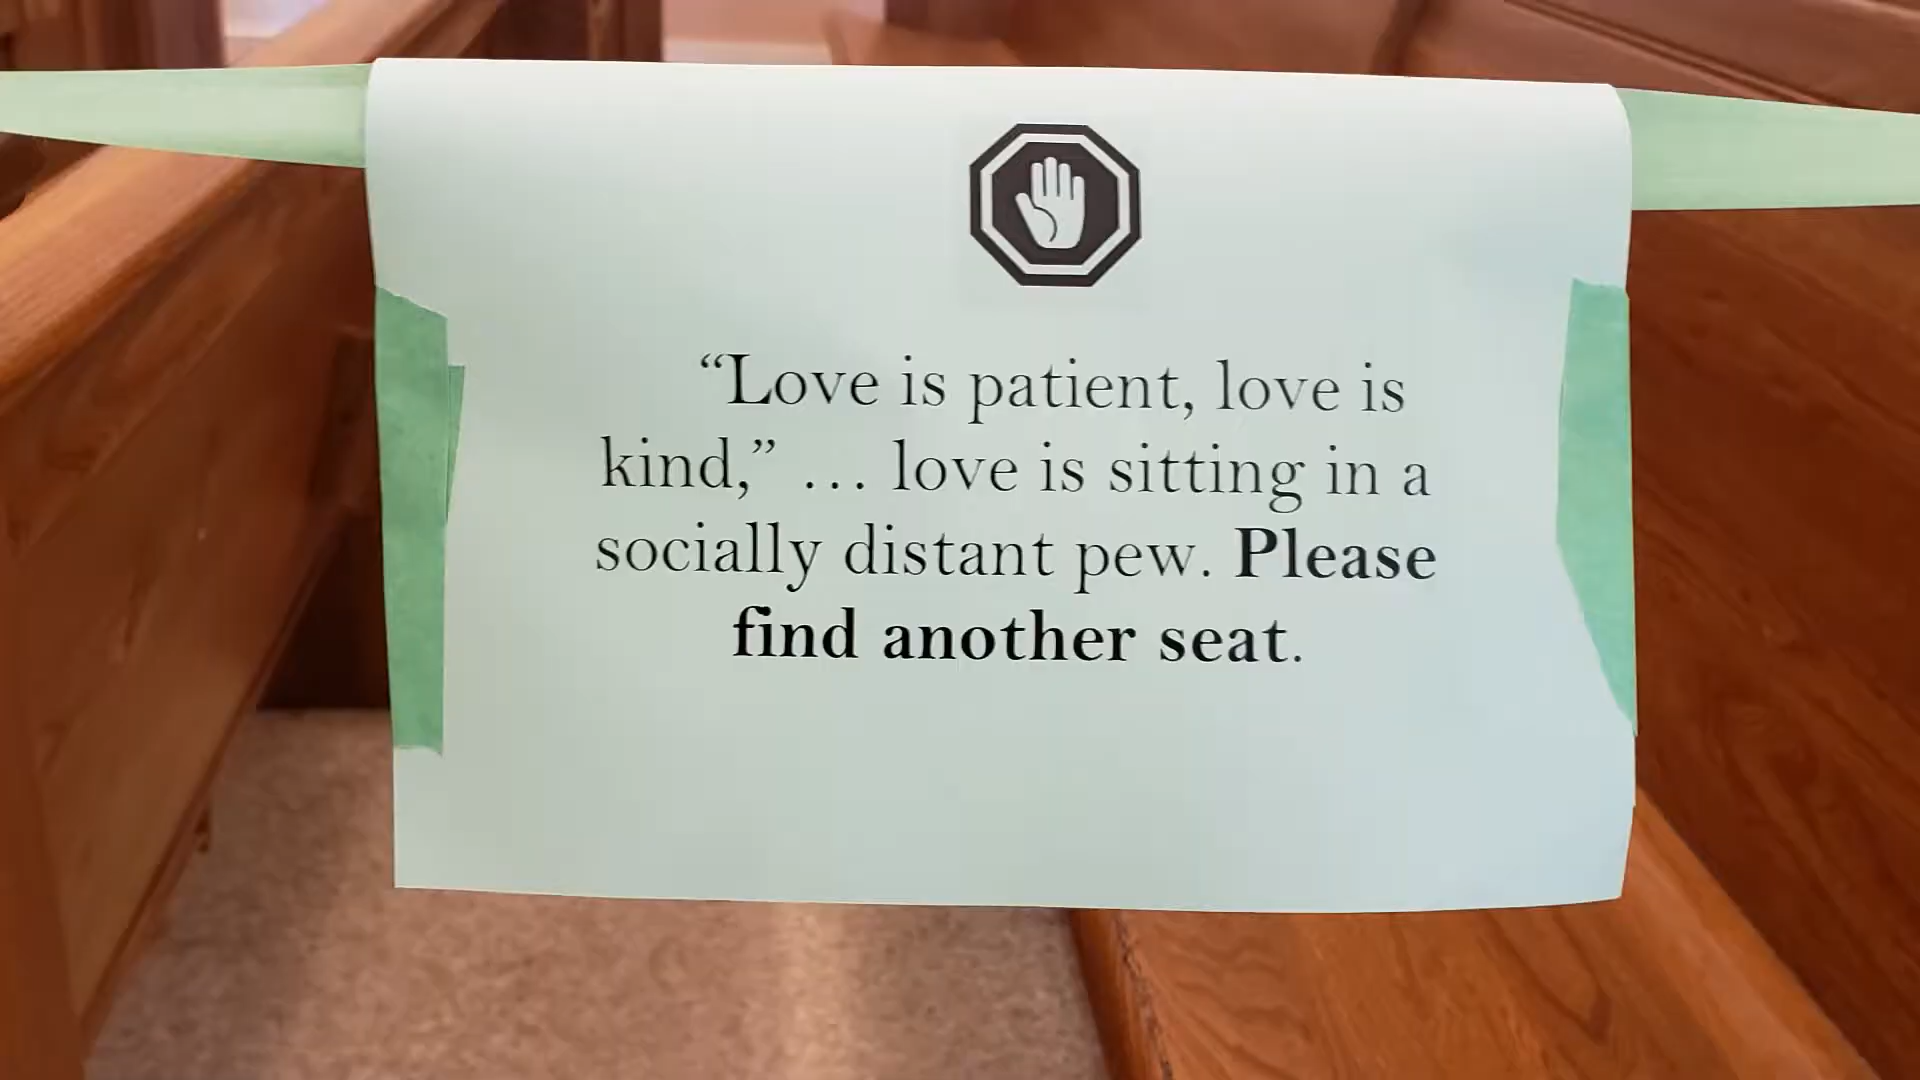 “Love is patient, love is
kind,” ... love is sitting in a
socially distant pew. Please
find another seat.